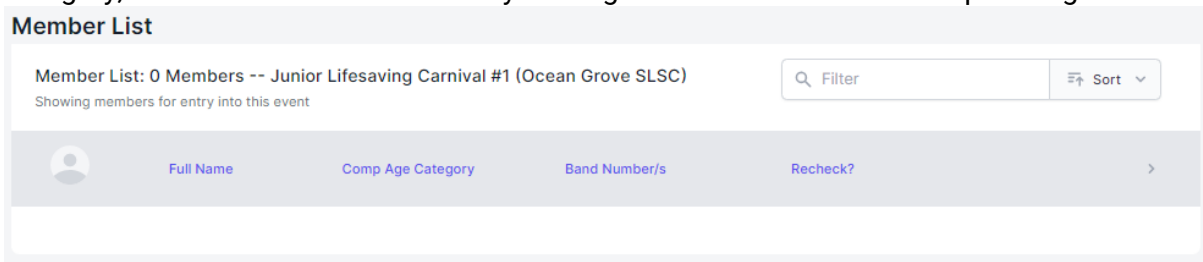 Member List
Member List: 0 Members -- Junior Lifesaving Carnival #1 (Ocean Grove SLSC)
Showing members for entry into this event
Filter
Sort
Full Name Comp Age Category Band Number/s Recheck?